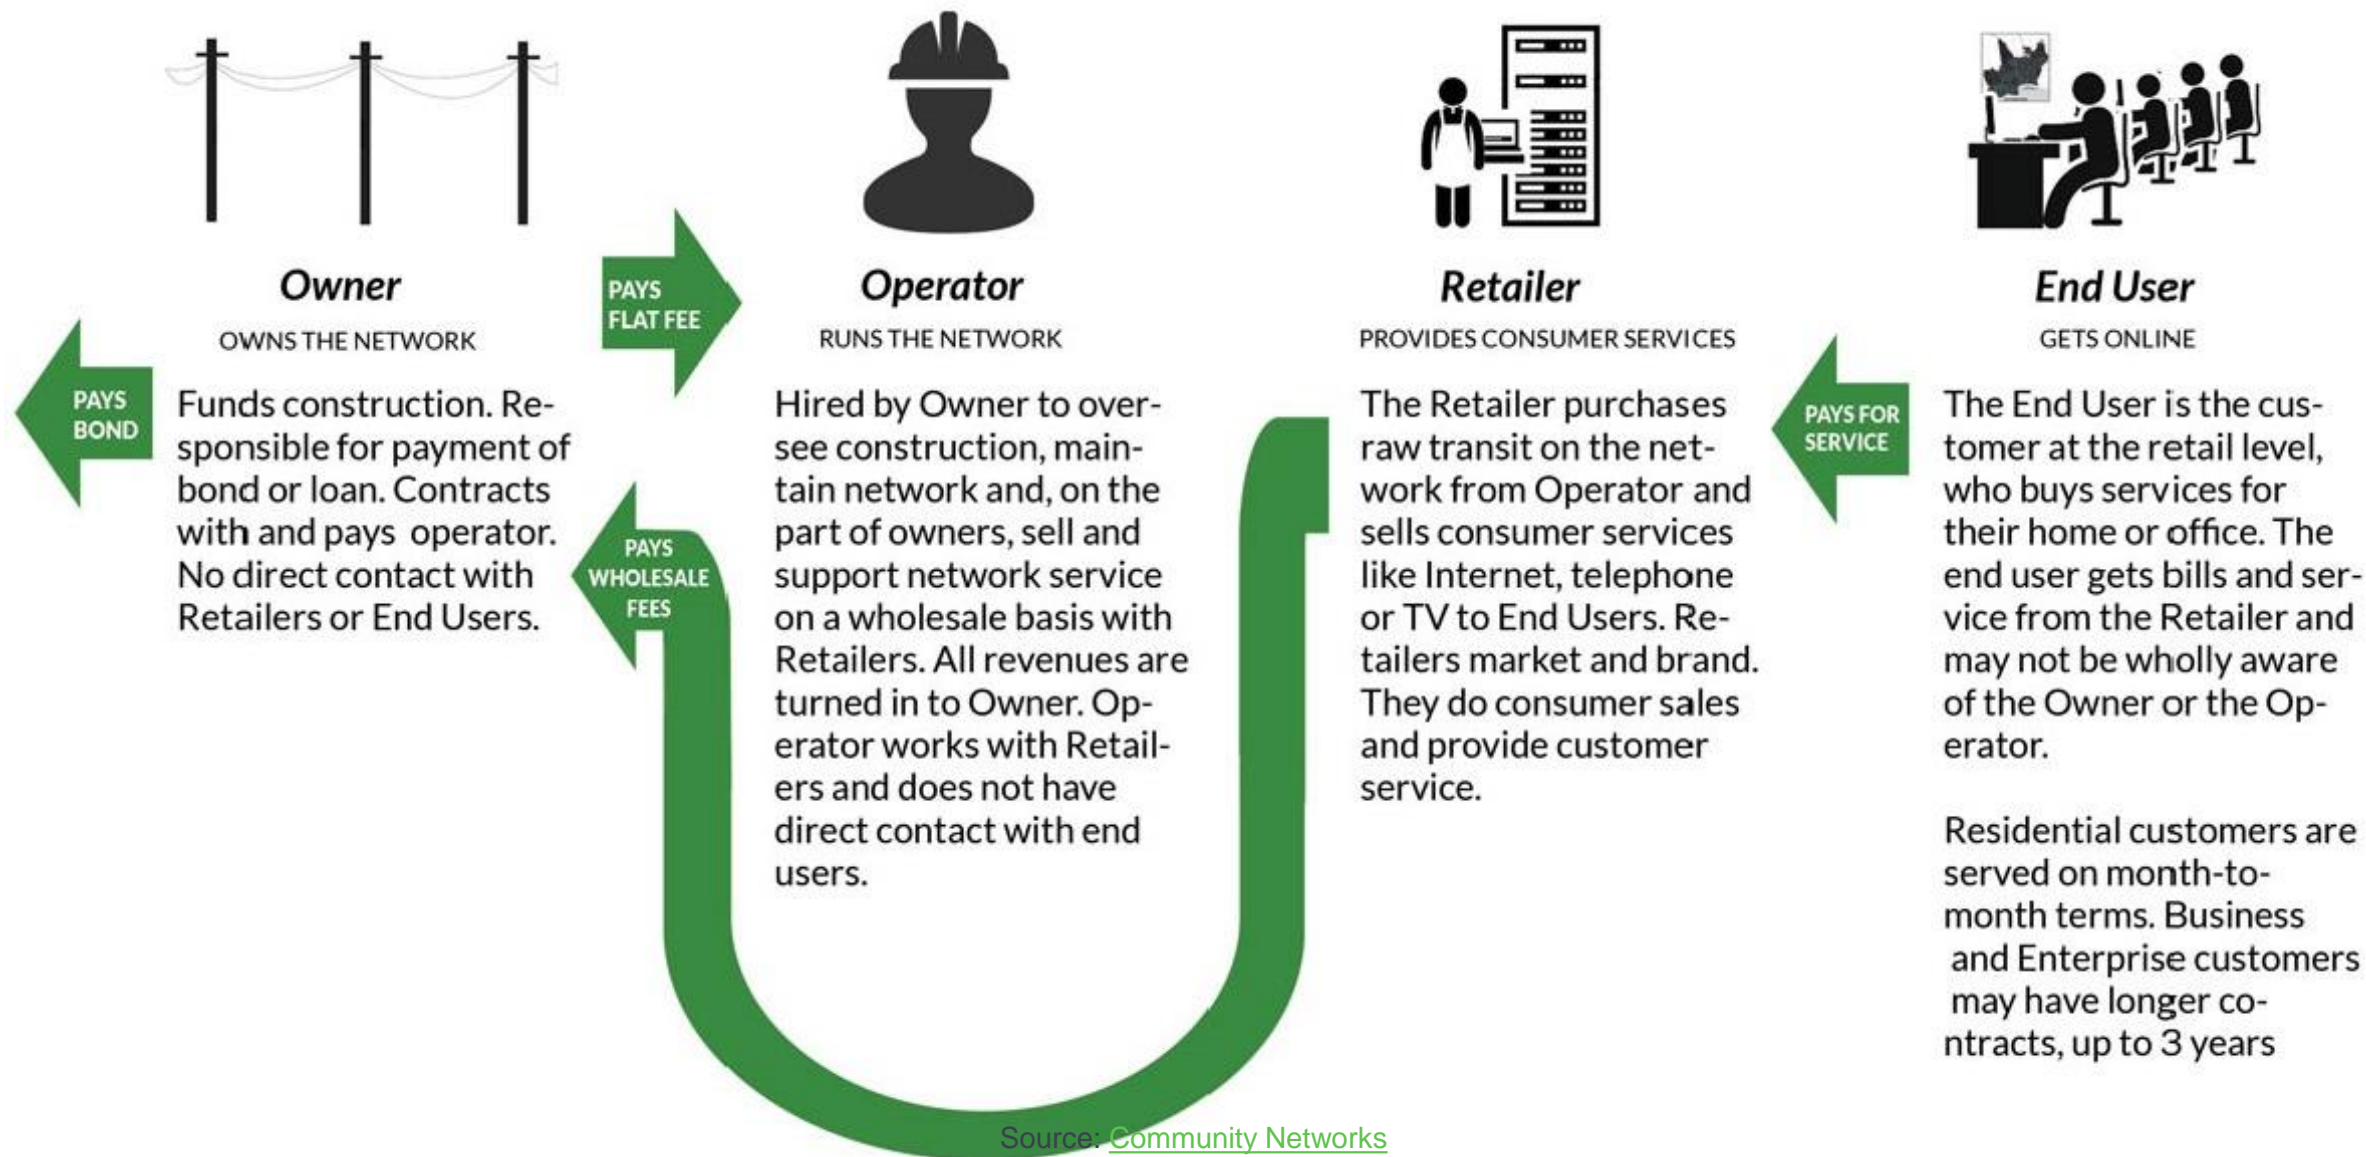 Owner
OWNS THE NETWORK
PAYS
BOND
Funds construction. Re-
sponsible for payment of
bond or loan. Contracts
with and pays operator.
No direct contact with
Retailers or End Users.
PAYS
FLAT FEE
PAYS
WHOLESALE
FEES
Operator
RUNS THE NETWORK
Hired by Owner to over-
see construction, main-
tain network and, on the
part of owners, sell and
support network service
on a wholesale basis with
Retailers. All revenues are
turned in to Owner. Op-
erator works with Retail-
ers and does not have
direct contact with end
users.
Retailer
PROVIDES CONSUMER SERVICES
The Retailer purchases
raw transit on the net-
work from Operator and
sells consumer services
like Internet, telephone
or TV to End Users. Re-
tailers market and brand.
They do consumer sales
and provide customer
service.
PAYS FOR
SERVICE
End User
GETS ONLINE
The End User is the cus-
tomer at the retail level,
who buys services for
their home or office. The
end user gets bills and ser-
vice from the Retailer and
may not be wholly aware
of the Owner or the Op-
erator.
Residential customers are
served on month-to-
month terms. Business
and Enterprise customers
may have longer co-
ntracts, up to 3 years
Source: Community Networks